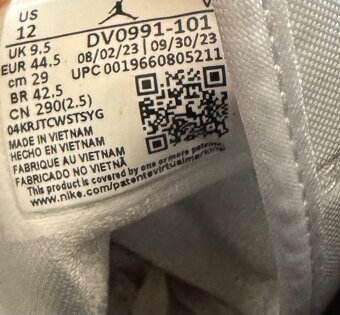 US
12
UK 9.5
EUR 44.5
cm 29
BR 42.5
CN 290(2.5)
DV0991-101
08/02/23 | 09/30/23
UPC 0019660805211
04KRJTCWSTSYG
MADE IN VIETNAM
HECHO EN VIETNAM
FABRIQUE AU VIETNAM
FABRICADO NO VIETNÃ
This product is covered by one or more patents
www.nike.com/patents